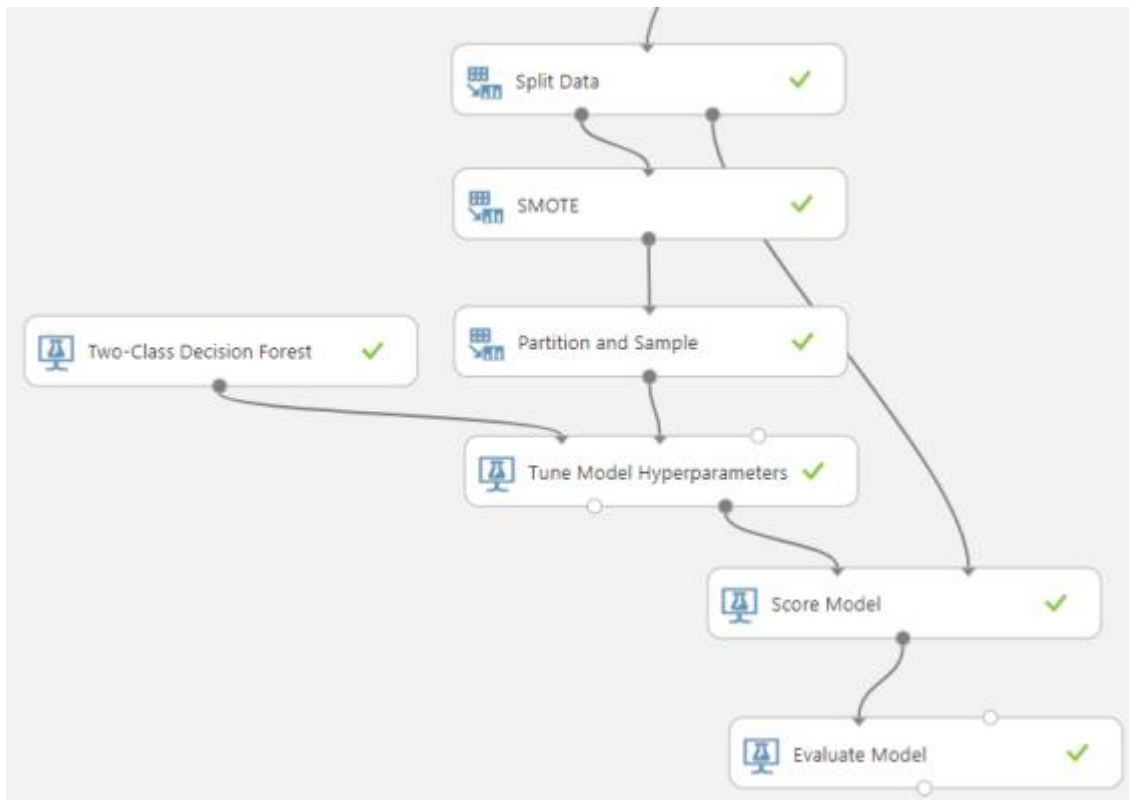 Split Data
SMOTE
Partition and Sample
Two-Class Decision Forest
Tune Model Hyperparameters
Score Model
Evaluate Model